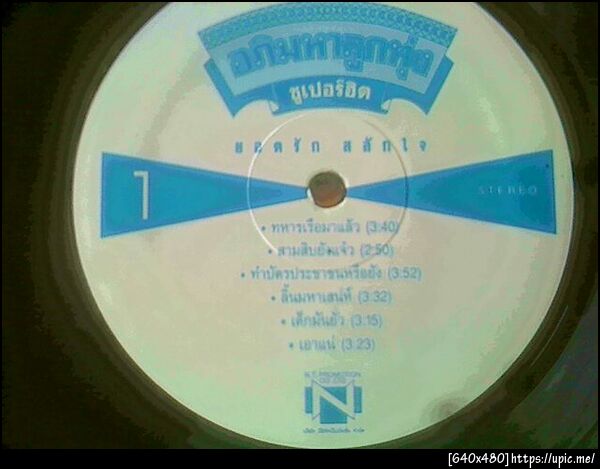 อภิมหาลูกทุ่ง
ซูเปอร์ฮิต
ยอดรัก สลักใจ
1
STEREO
• ทหารเรือมาแล้ว (3:40)
• สามสิบยังแจ๋ว (2:50)
• ทำบัตรประชาชนหรือยัง (3:52)
• ลิ้นมหาเสน่ห์ (3:32)
• เด็กมันยั่ว (3:15)
• เอาแน่ (3:23)
N.T. PROMOTION
CO.,LTD.
N
[640x480]https://upic.me/